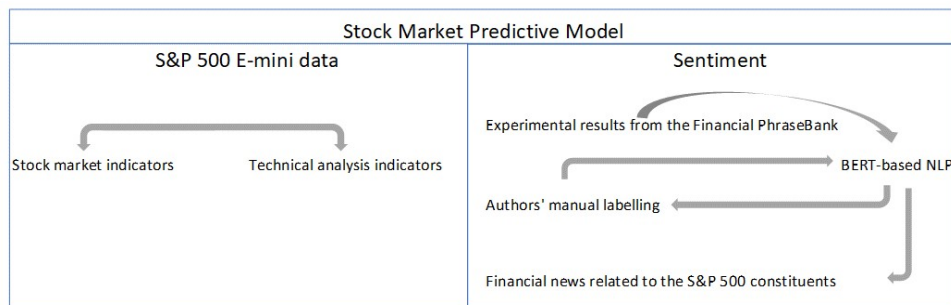 Stock Market Predictive Model
S&P 500 E-mini data
Sentiment
Experimental results from the Financial PhraseBank
Stock market indicators
Technical analysis indicators
BERT-based NLP
Authors' manual labelling
Financial news related to the S&P 500 constituents